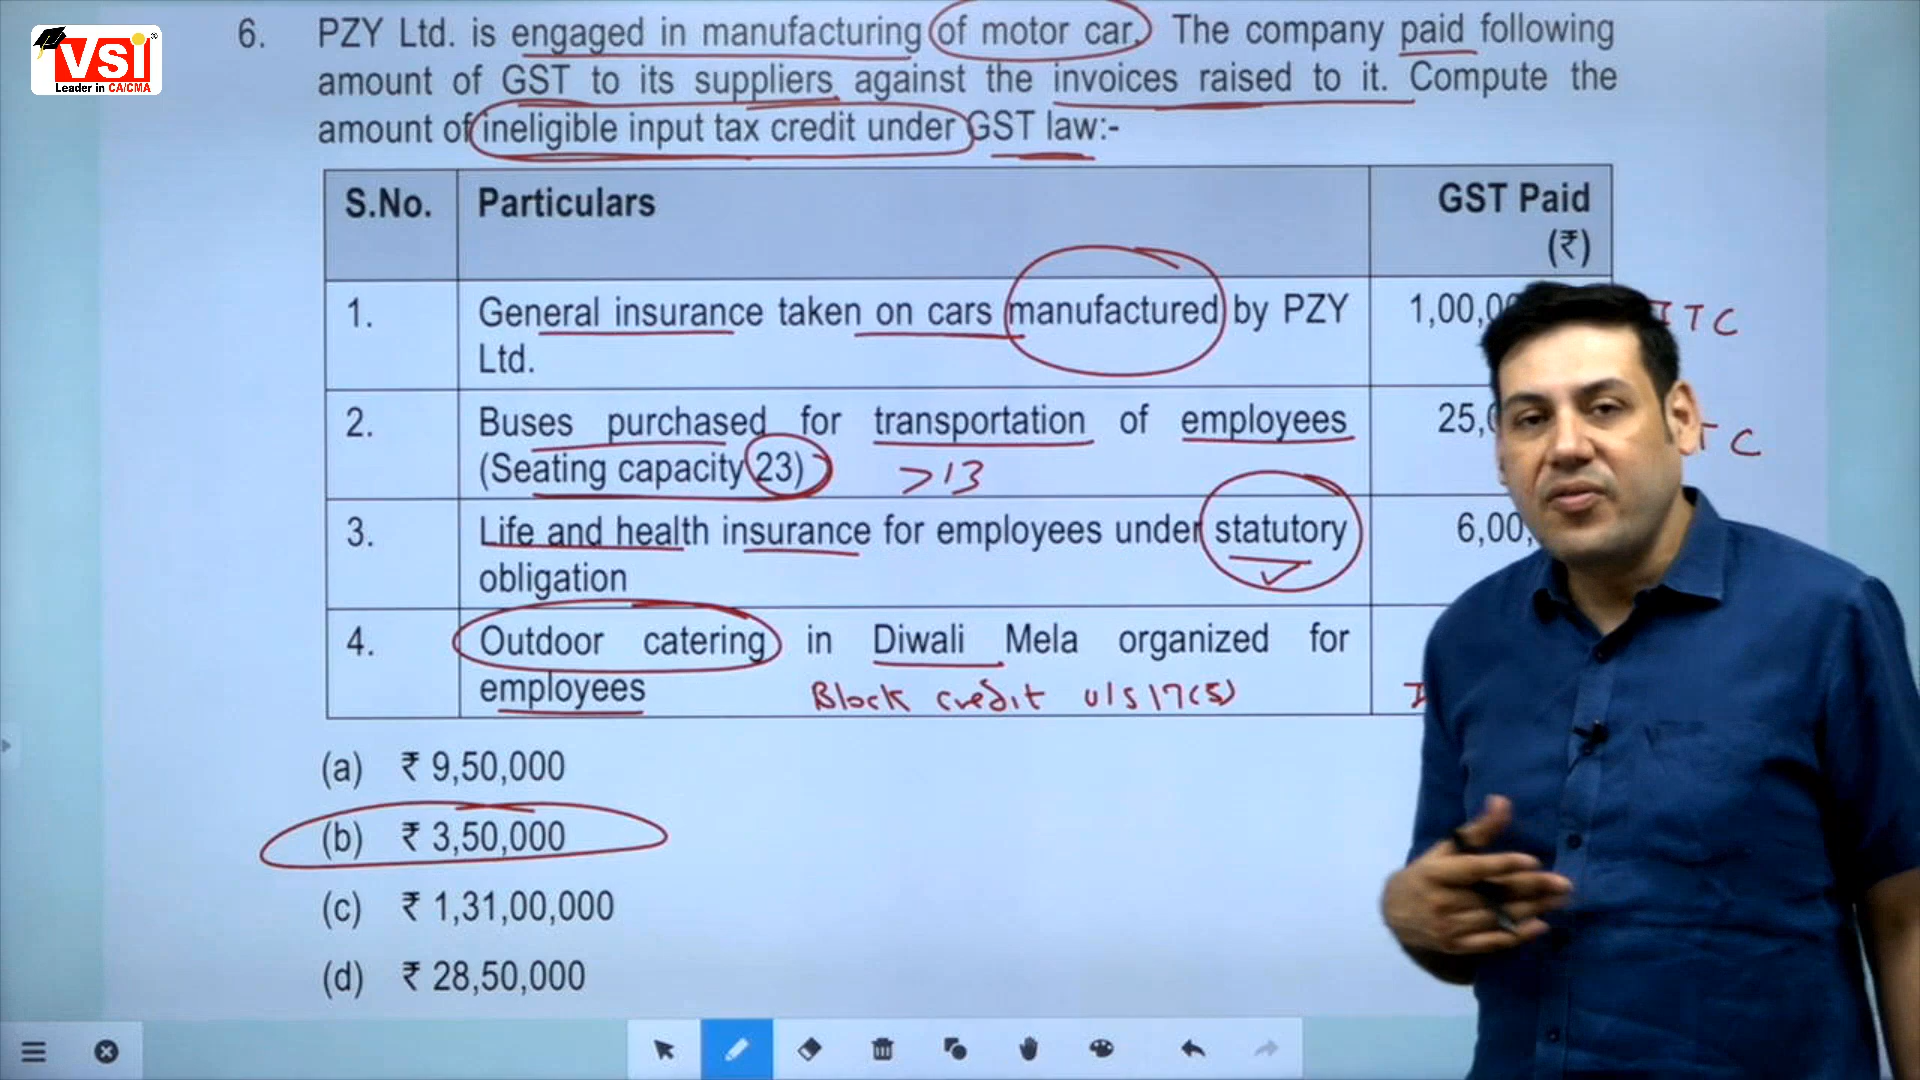 VSI
Leader in CA/CMA
6. PZY Ltd. is engaged in manufacturing of motor car. The company paid following
amount of GST to its suppliers against the invoices raised to it. Compute the
amount of ineligible input tax credit under GST law:-
S.No. Particulars GST Paid
(₹)
1. General insurance taken on cars manufactured by PZY 1,00,0 ITC
Ltd.
2. Buses purchased for transportation of employees 25, TC
(Seating capacity 23) >13
3. Life and health insurance for employees under statutory 6,00,
obligation
4. Outdoor catering in Diwali Mela organized for
employees Block credit u/s 17(5) I
(a) ₹ 9,50,000
(b) ₹ 3,50,000
(c) ₹ 1,31,00,000
(d) ₹ 28,50,000